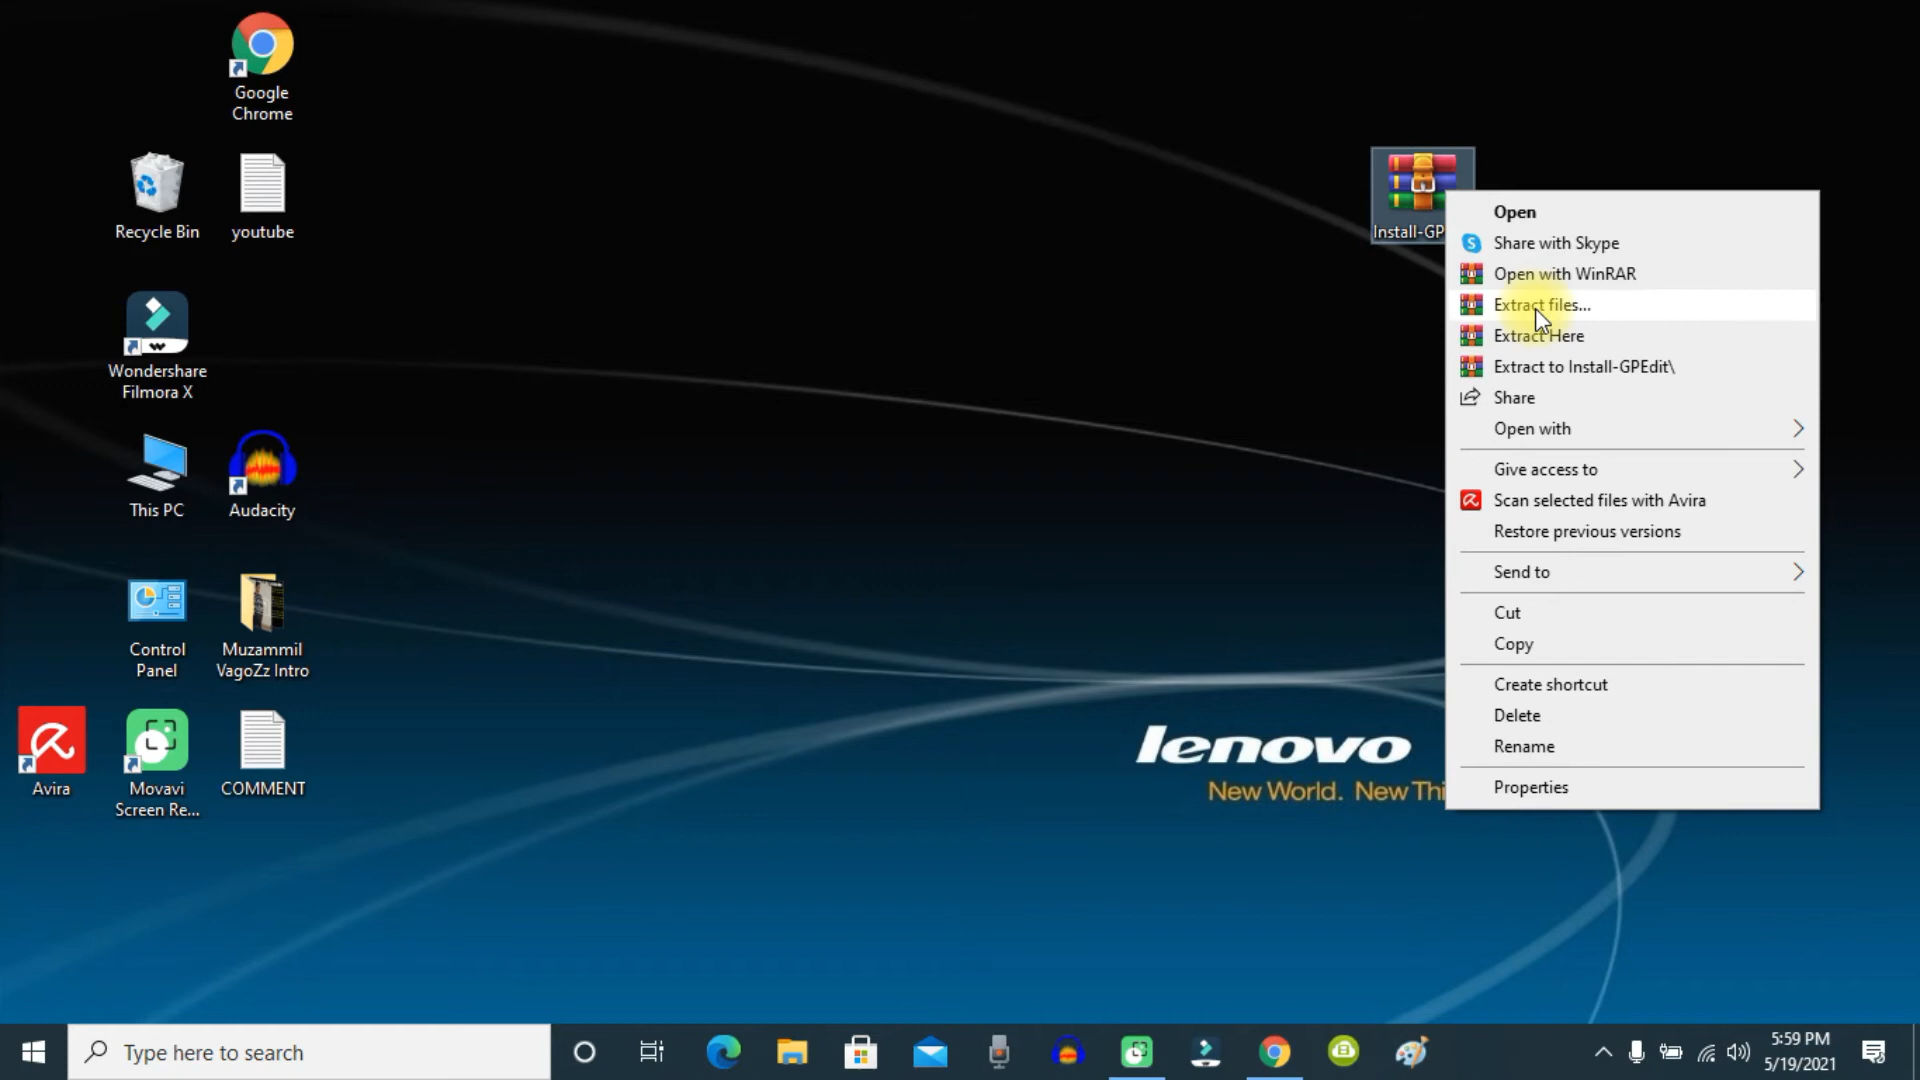 Google
Chrome
Recycle Bin
youtube
Wondershare
Filmora X
This PC
Audacity
Control
Panel
Muzammil
VagoZz Intro
Avira
Movavi
Screen Re...
COMMENT
Install-GP
Open
Share with Skype
Open with WinRAR
Extract files...
Extract Here
Extract to Install-GPEdit\
Share
Open with
Give access to
Scan selected files with Avira
Restore previous versions
Send to
Cut
Copy
Create shortcut
Delete
Rename
Properties
lenovo
New World. New Thi
Type here to search
5:59 PM
5/19/2021